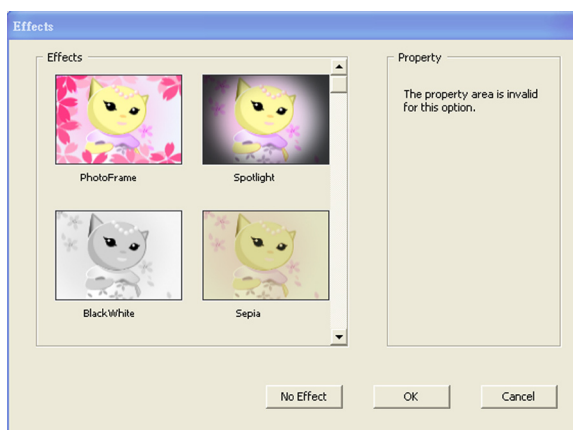 Effects
Effects
Property
The property area is invalid
for this option.
PhotoFrame
Spotlight
BlackWhite
Sepia
No Effect
OK
Cancel